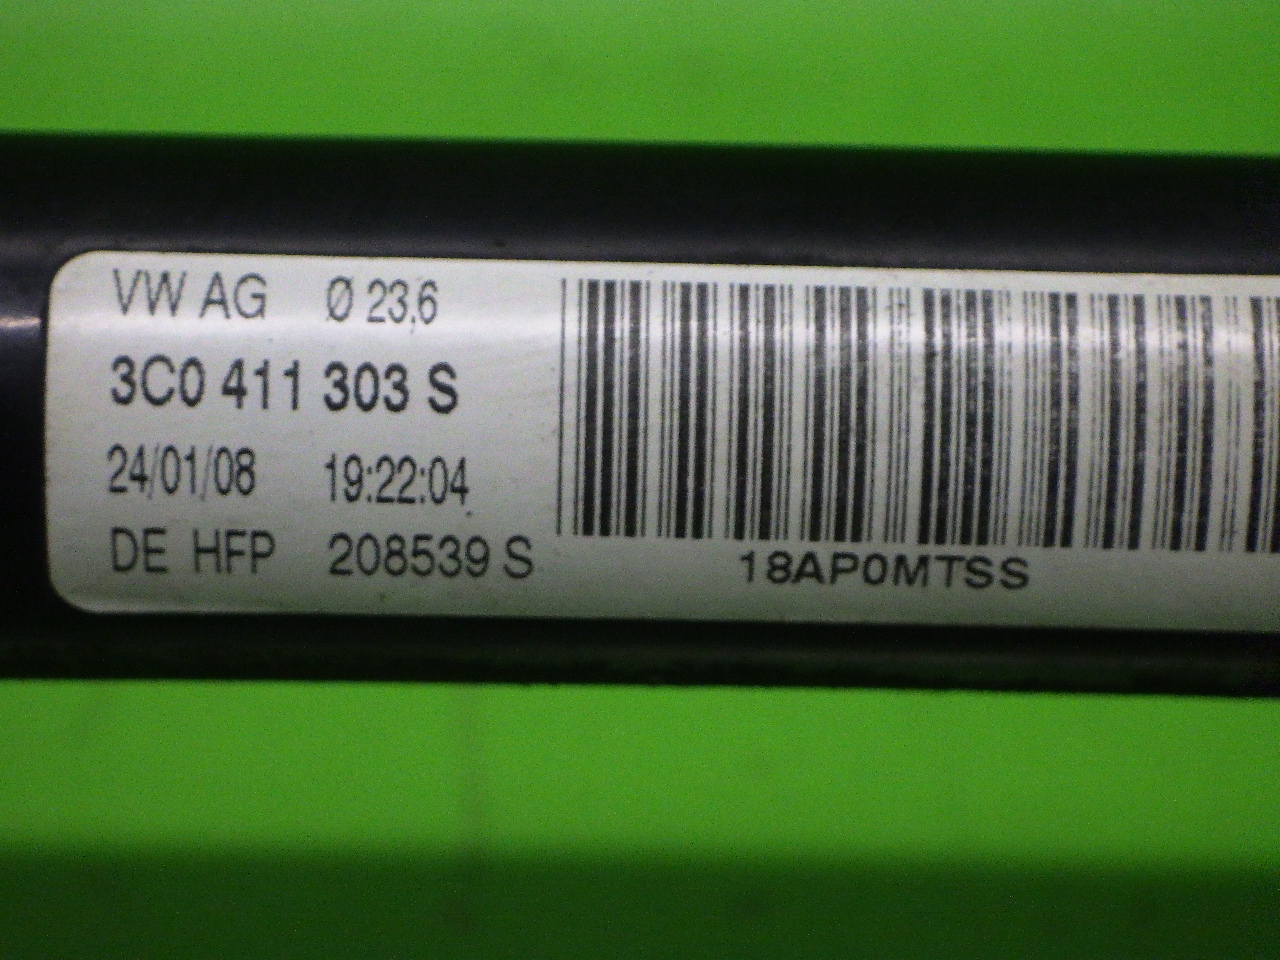 VW AG Ø 23,6
3C0 411 303 S
24/01/08 19:22:04
DE HFP 208539 S
18AP0MTSS